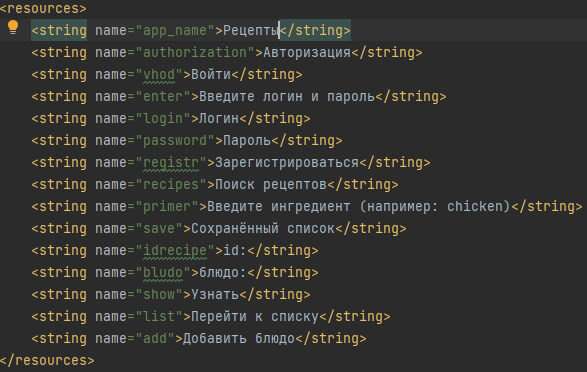 <resources>
    <string name="app_name">Рецепты</string>
    <string name="authorization">Авторизация</string>
    <string name="vhod">Войти</string>
    <string name="enter">Введите логин и пароль</string>
    <string name="login">Логин</string>
    <string name="password">Пароль</string>
    <string name="registr">Зарегистрироваться</string>
    <string name="recipes">Поиск рецептов</string>
    <string name="primer">Введите ингредиент (например: chicken)</string>
    <string name="save">Сохранённый список</string>
    <string name="idrecipe">id:</string>
    <string name="bludo">блюдо:</string>
    <string name="show">Узнать</string>
    <string name="list">Перейти к списку</string>
    <string name="add">Добавить блюдо</string>
</resources>